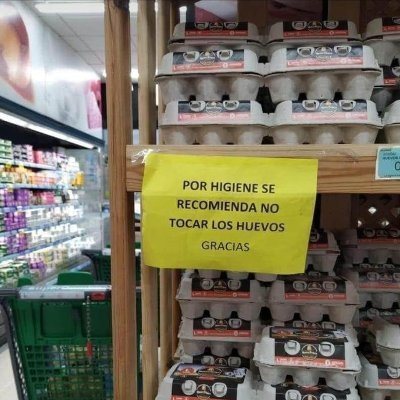 POR HIGIENE SE
RECOMIENDA NO
TOCAR LOS HUEVOS
GRACIAS